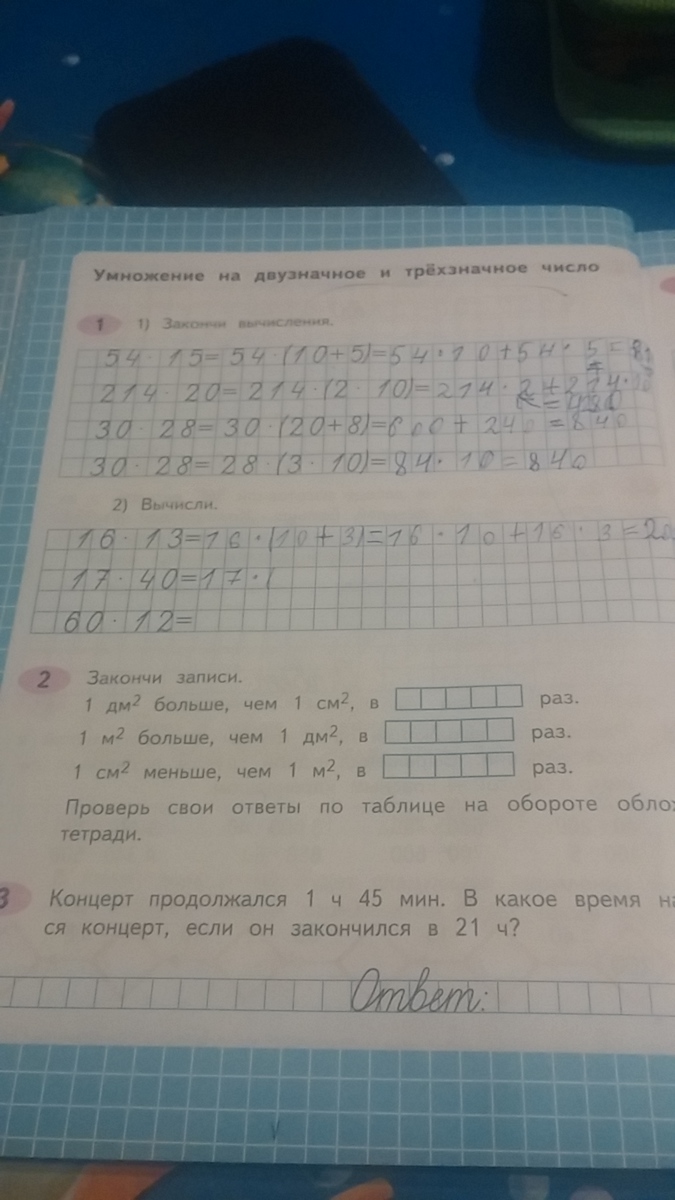 Умножение на двузначное и трёхзначное число
1 1) Закончи вычисления.
54 · 15 = 54 · (10 + 5) = 54 · 10 + 54 · 5 =
214 · 20 = 214 · (2 · 10) = 214 · 2
30 · 28 = 30 · (20 + 8) = 600 + 240 = 840
30 · 28 = 28 · (3 · 10) = 84 · 10 = 840
2) Вычисли.
16 · 13 = 16 · (10 + 3) = 16 · 10 + 16 · 3 = 20
17 · 40 = 17 · (
60 · 12 =
2 Закончи записи.
1 дм² больше, чем 1 см², в раз.
1 м² больше, чем 1 дм², в раз.
1 см² меньше, чем 1 м², в раз.
Проверь свои ответы по таблице на обороте обло
тетради.
3 Концерт продолжался 1 ч 45 мин. В какое время на
ся концерт, если он закончился в 21 ч?
Ответ: